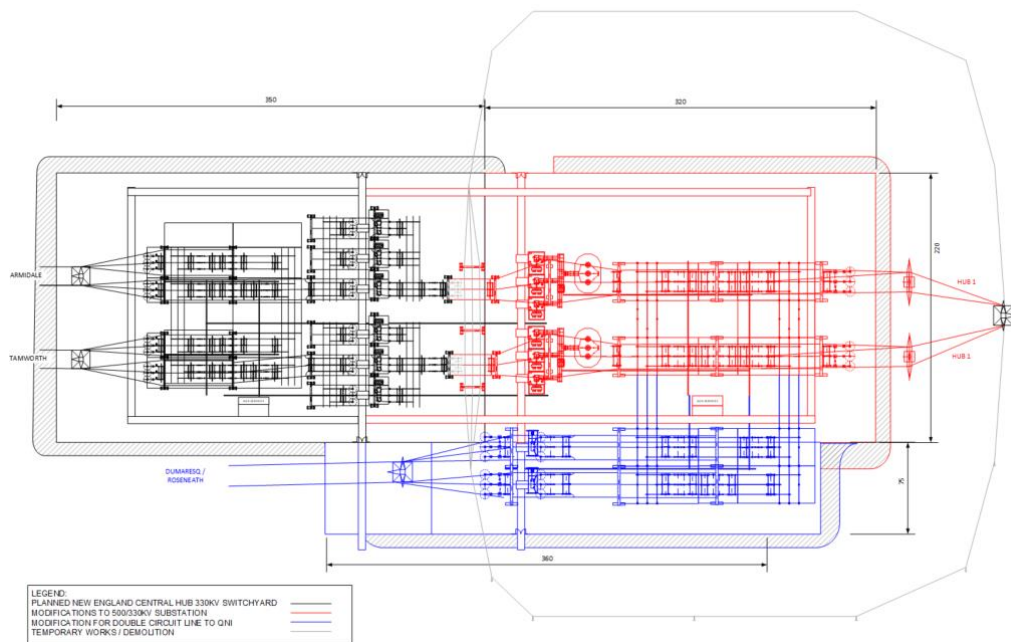 350
320
220
ARMIDALE
TAMWORTH
HUB 1
HUB 1
DUMARESQ /
ROSENEATH
75
360
LEGEND:
PLANNED NEW ENGLAND CENTRAL HUB 330KV SWITCHYARD
MODIFICATIONS TO 500/330KV SUBSTATION
MODIFICATION FOR DOUBLE CIRCUIT LINE TO QNI
TEMPORARY WORKS / DEMOLITION